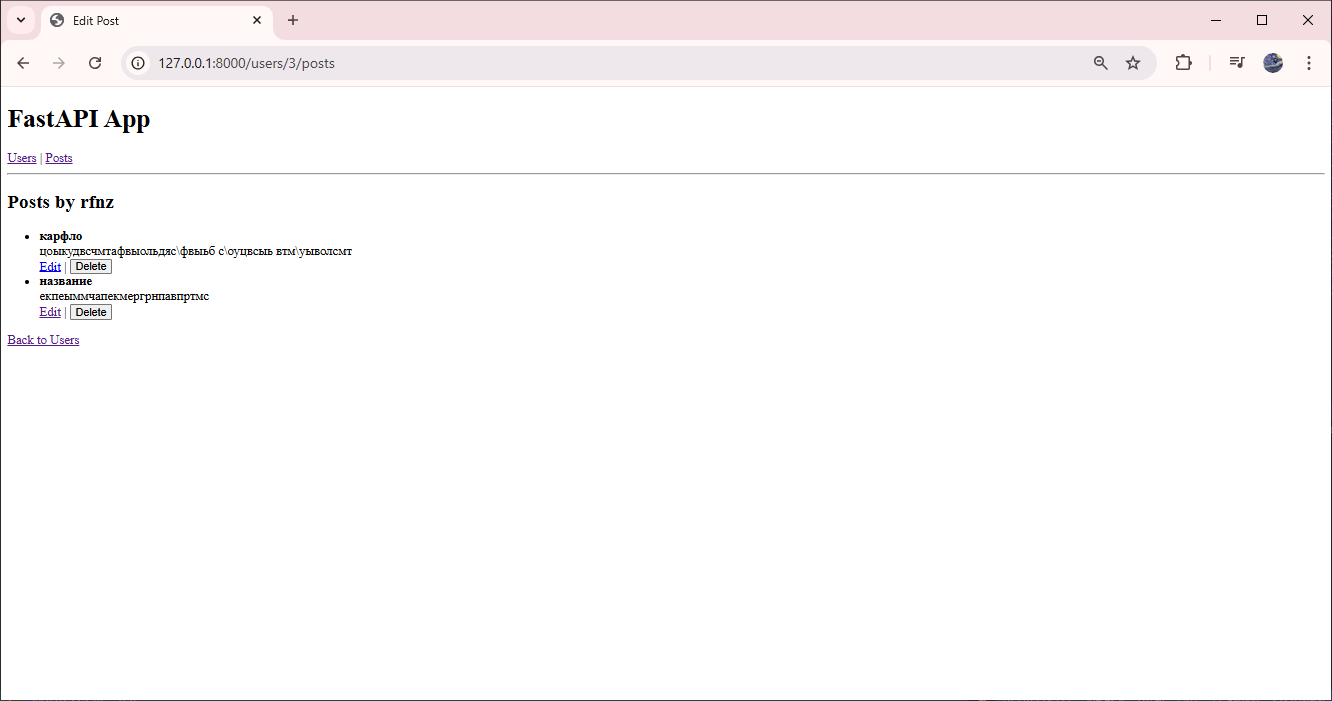 Edit Post
127.0.0.1:8000/users/3/posts
FastAPI App
Users | Posts
Posts by rfnz
карфло
цоыкудвсчмтафвыольдяс\фвыьб с\оуцвсыь втм\уыволсмт
Edit | Delete
название
екпеыммчапекмергрнпавпртмс
Edit | Delete
Back to Users